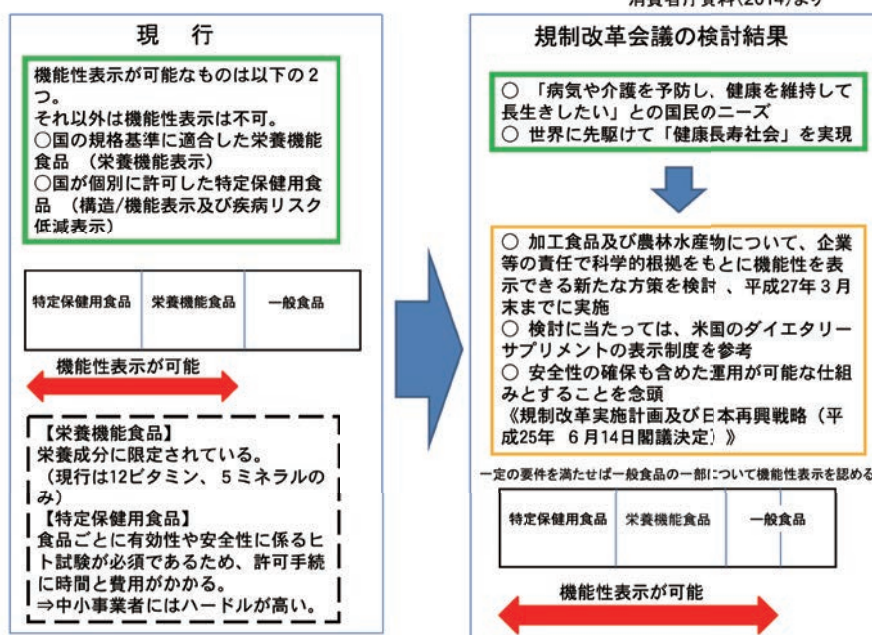 消費者庁資料(2014)より
現 行
機能性表示が可能なものは以下の２
つ。
それ以外は機能性表示は不可。
○国の規格基準に適合した栄養機能
食品 （栄養機能表示）
○国が個別に許可した特定保健用食
品 （構造/機能表示及び疾病リスク
低減表示）
特定保健用食品 栄養機能食品 一般食品
機能性表示が可能
【栄養機能食品】
栄養成分に限定されている。
（現行は12ビタミン、５ミネラルの
み）
【特定保健用食品】
食品ごとに有効性や安全性に係るヒ
ト試験が必須であるため、許可手続
に時間と費用がかかる。
⇒中小事業者にはハードルが高い。
規制改革会議の検討結果
○ 「病気や介護を予防し、健康を維持して
長生きしたい」との国民のニーズ
○ 世界に先駆けて「健康長寿社会」を実現
○ 加工食品及び農林水産物について、企業
等の責任で科学的根拠をもとに機能性を表
示できる新たな方策を検討 、平成27年３月
末までに実施
○ 検討に当たっては、米国のダイエタリー
サプリメントの表示制度を参考
○ 安全性の確保も含めた運用が可能な仕組
みとすることを念頭
《規制改革実施計画及び日本再興戦略（平
成25年 ６月14日閣議決定）》
一定の要件を満たせば一般食品の一部について機能性表示を認める
特定保健用食品 栄養機能食品 一般食品
機能性表示が可能